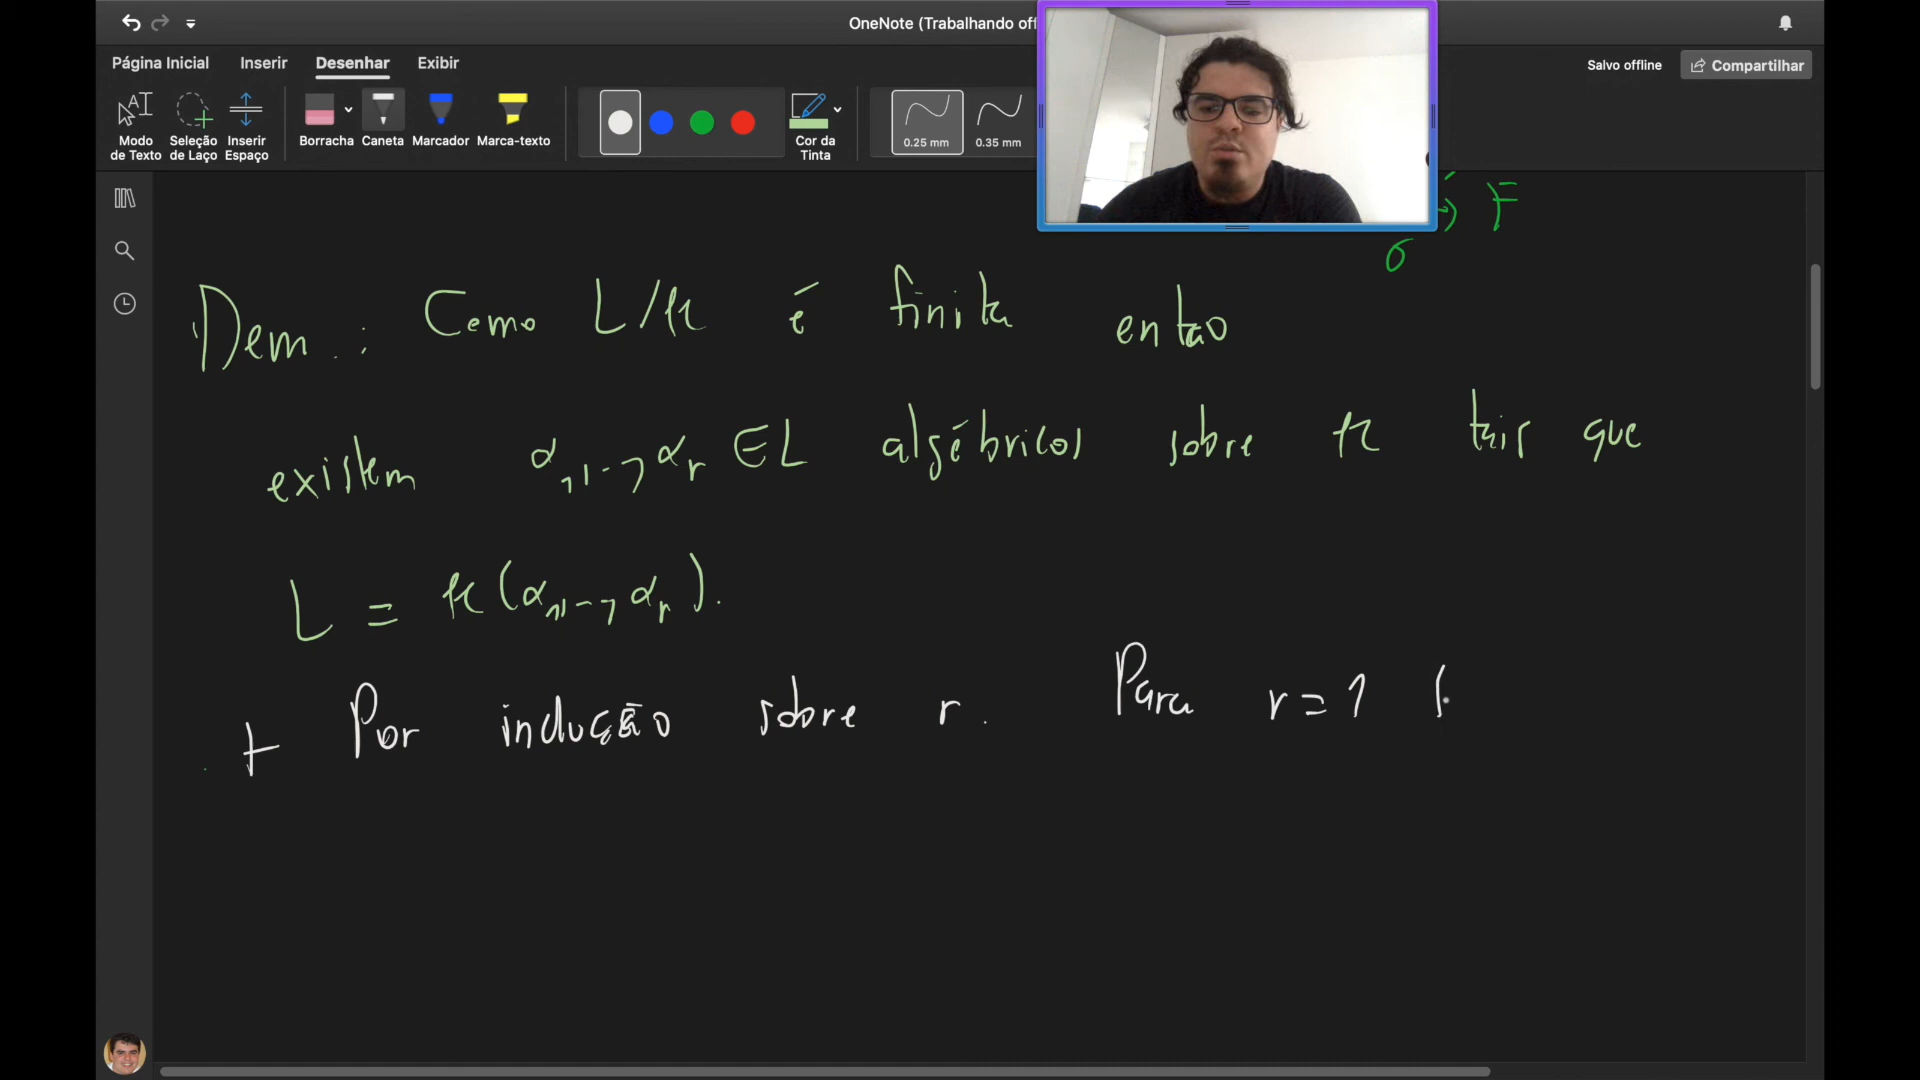 OneNote (Trabalhando off
Página Inicial Inserir Desenhar Exibir
Salvo offline Compartilhar
Modo de Texto
Seleção de Laço
Inserir Espaço
Borracha
Caneta
Marcador
Marca-texto
Cor da Tinta
0.25 mm
0.35 mm
F
σ
Dem.: Como L/k é finita entao
existem α₁,..,αᵣ ∈ L algébricos sobre k tais que
L = k(α₁,..,αᵣ).
+ Por indução sobre r. Para r = 1